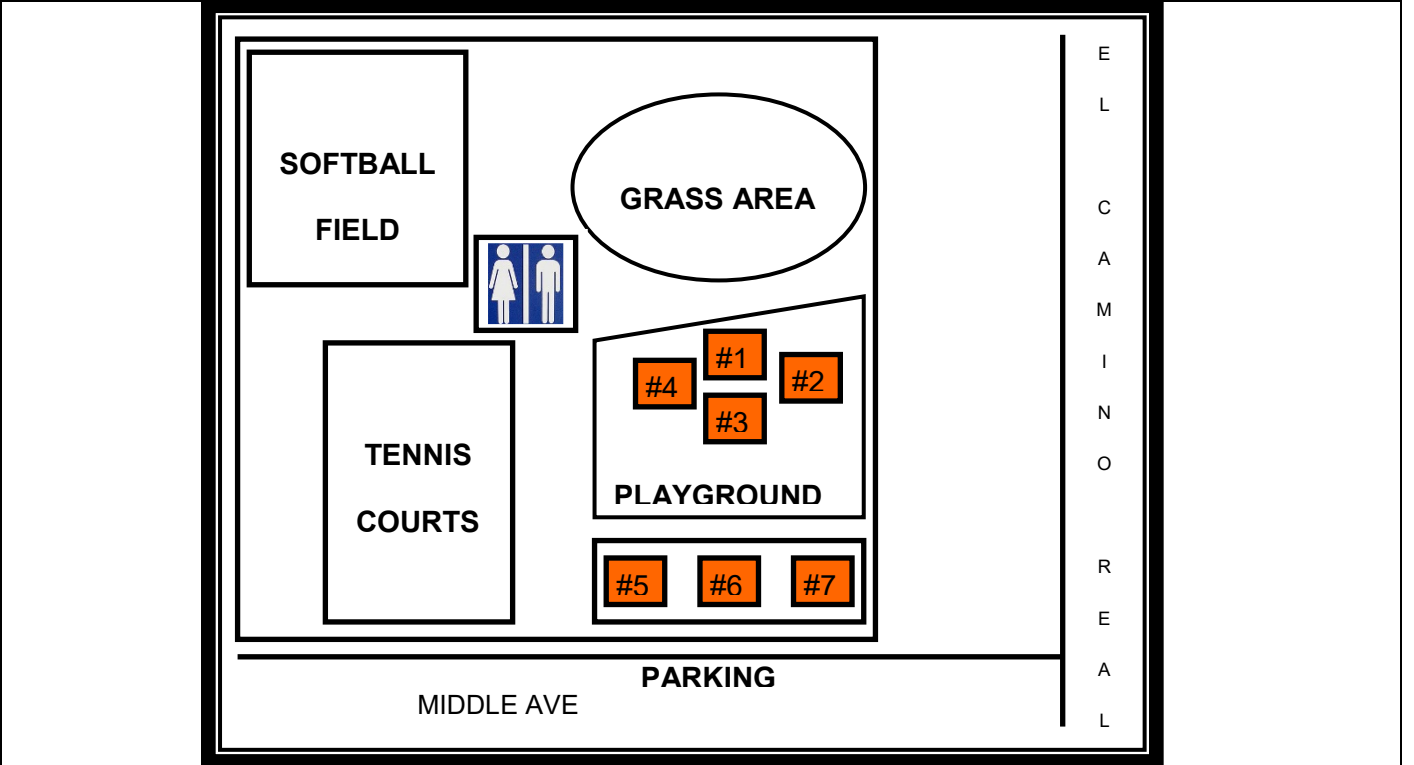 SOFTBALL
FIELD
GRASS AREA
#1
#2
#4
#3
PLAYGROUND
TENNIS
COURTS
#5
#6
#7
PARKING
MIDDLE AVE
EL CAMINO REAL